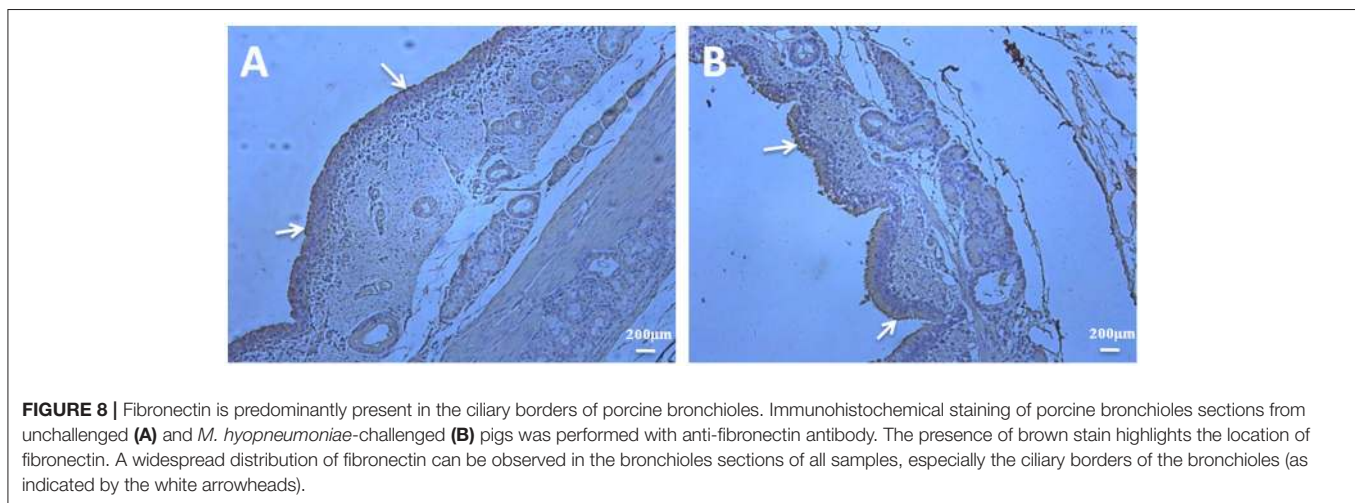 A
B
200µm
200µm
FIGURE 8 | Fibronectin is predominantly present in the ciliary borders of porcine bronchioles. Immunohistochemical staining of porcine bronchioles sections from
unchallenged (A) and M. hyopneumoniae-challenged (B) pigs was performed with anti-fibronectin antibody. The presence of brown stain highlights the location of
fibronectin. A widespread distribution of fibronectin can be observed in the bronchioles sections of all samples, especially the ciliary borders of the bronchioles (as
indicated by the white arrowheads).